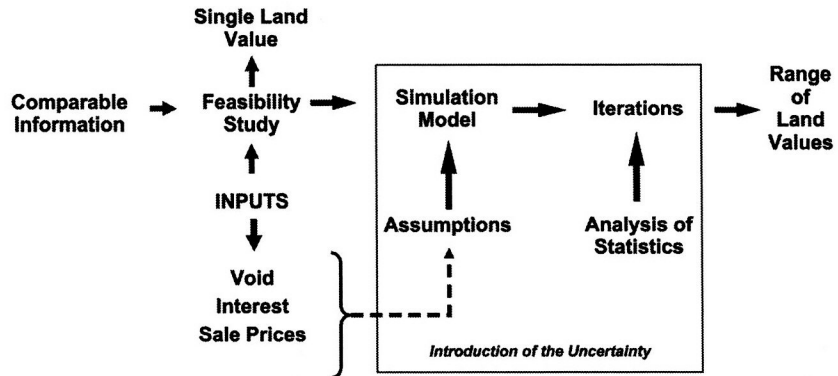 Single Land
Value
Comparable
Information
Feasibility
Study
Simulation
Model
Iterations
Range
of
Land
Values
INPUTS
Assumptions
Analysis of
Statistics
Void
Interest
Sale Prices
Introduction of the Uncertainty